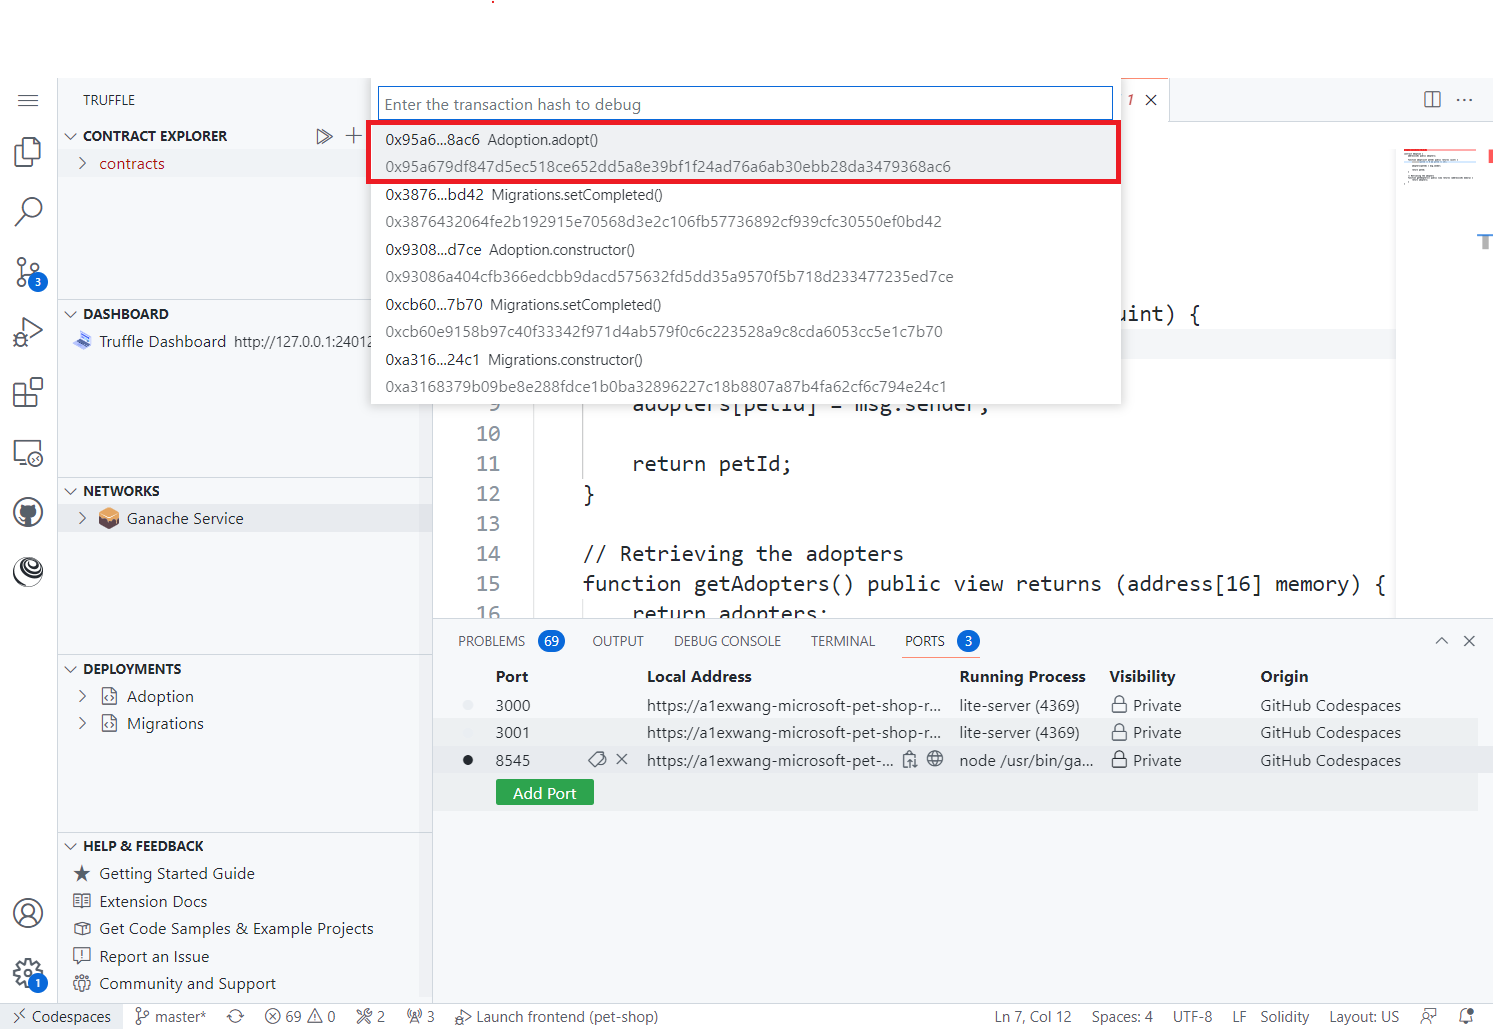 TRUFFLE
Enter the transaction hash to debug
1
CONTRACT EXPLORER
contracts
0x95a6...8ac6 Adoption.adopt()
0x95a679df847d5ec518ce652dd5a8e39bf1f24ad76a6ab30ebb28da3479368ac6
0x3876...bd42 Migrations.setCompleted()
0x3876432064fe2b192915e70568d3e2c106fb57736892cf939cfc30550ef0bd42
0x9308...d7ce Adoption.constructor()
0x93086a404cfb366edcbb9dacd575632fd5dd35a9570f5b718d233477235ed7ce
0xcb60...7b70 Migrations.setCompleted()
0xcb60e9158b97c40f33342f971d4ab579f0c6c223528a9c8cda6053cc5e1c7b70
0xa316...24c1 Migrations.constructor()
0xa3168379b09be8e288fdce1b0ba32896227c18b8807a87b4fa62cf6c794e24c1
3
DASHBOARD
Truffle Dashboard http://127.0.0.1:24012
uint) {
9 adopters[petId] = msg.sender;
10
11 return petId;
12 }
13
14 // Retrieving the adopters
15 function getAdopters() public view returns (address[16] memory) {
16 return adopters;
NETWORKS
Ganache Service
DEPLOYMENTS
Adoption
Migrations
PROBLEMS 69 OUTPUT DEBUG CONSOLE TERMINAL PORTS 3
Port Local Address Running Process Visibility Origin
3000 https://a1exwang-microsoft-pet-shop-r... lite-server (4369) Private GitHub Codespaces
3001 https://a1exwang-microsoft-pet-shop-r... lite-server (4369) Private GitHub Codespaces
8545 https://a1exwang-microsoft-pet-... node /usr/bin/ga... Private GitHub Codespaces
Add Port
HELP & FEEDBACK
Getting Started Guide
Extension Docs
Get Code Samples & Example Projects
Report an Issue
Community and Support
1
Codespaces master* 69 0 2 3 Launch frontend (pet-shop) Ln 7, Col 12 Spaces: 4 UTF-8 LF Solidity Layout: US